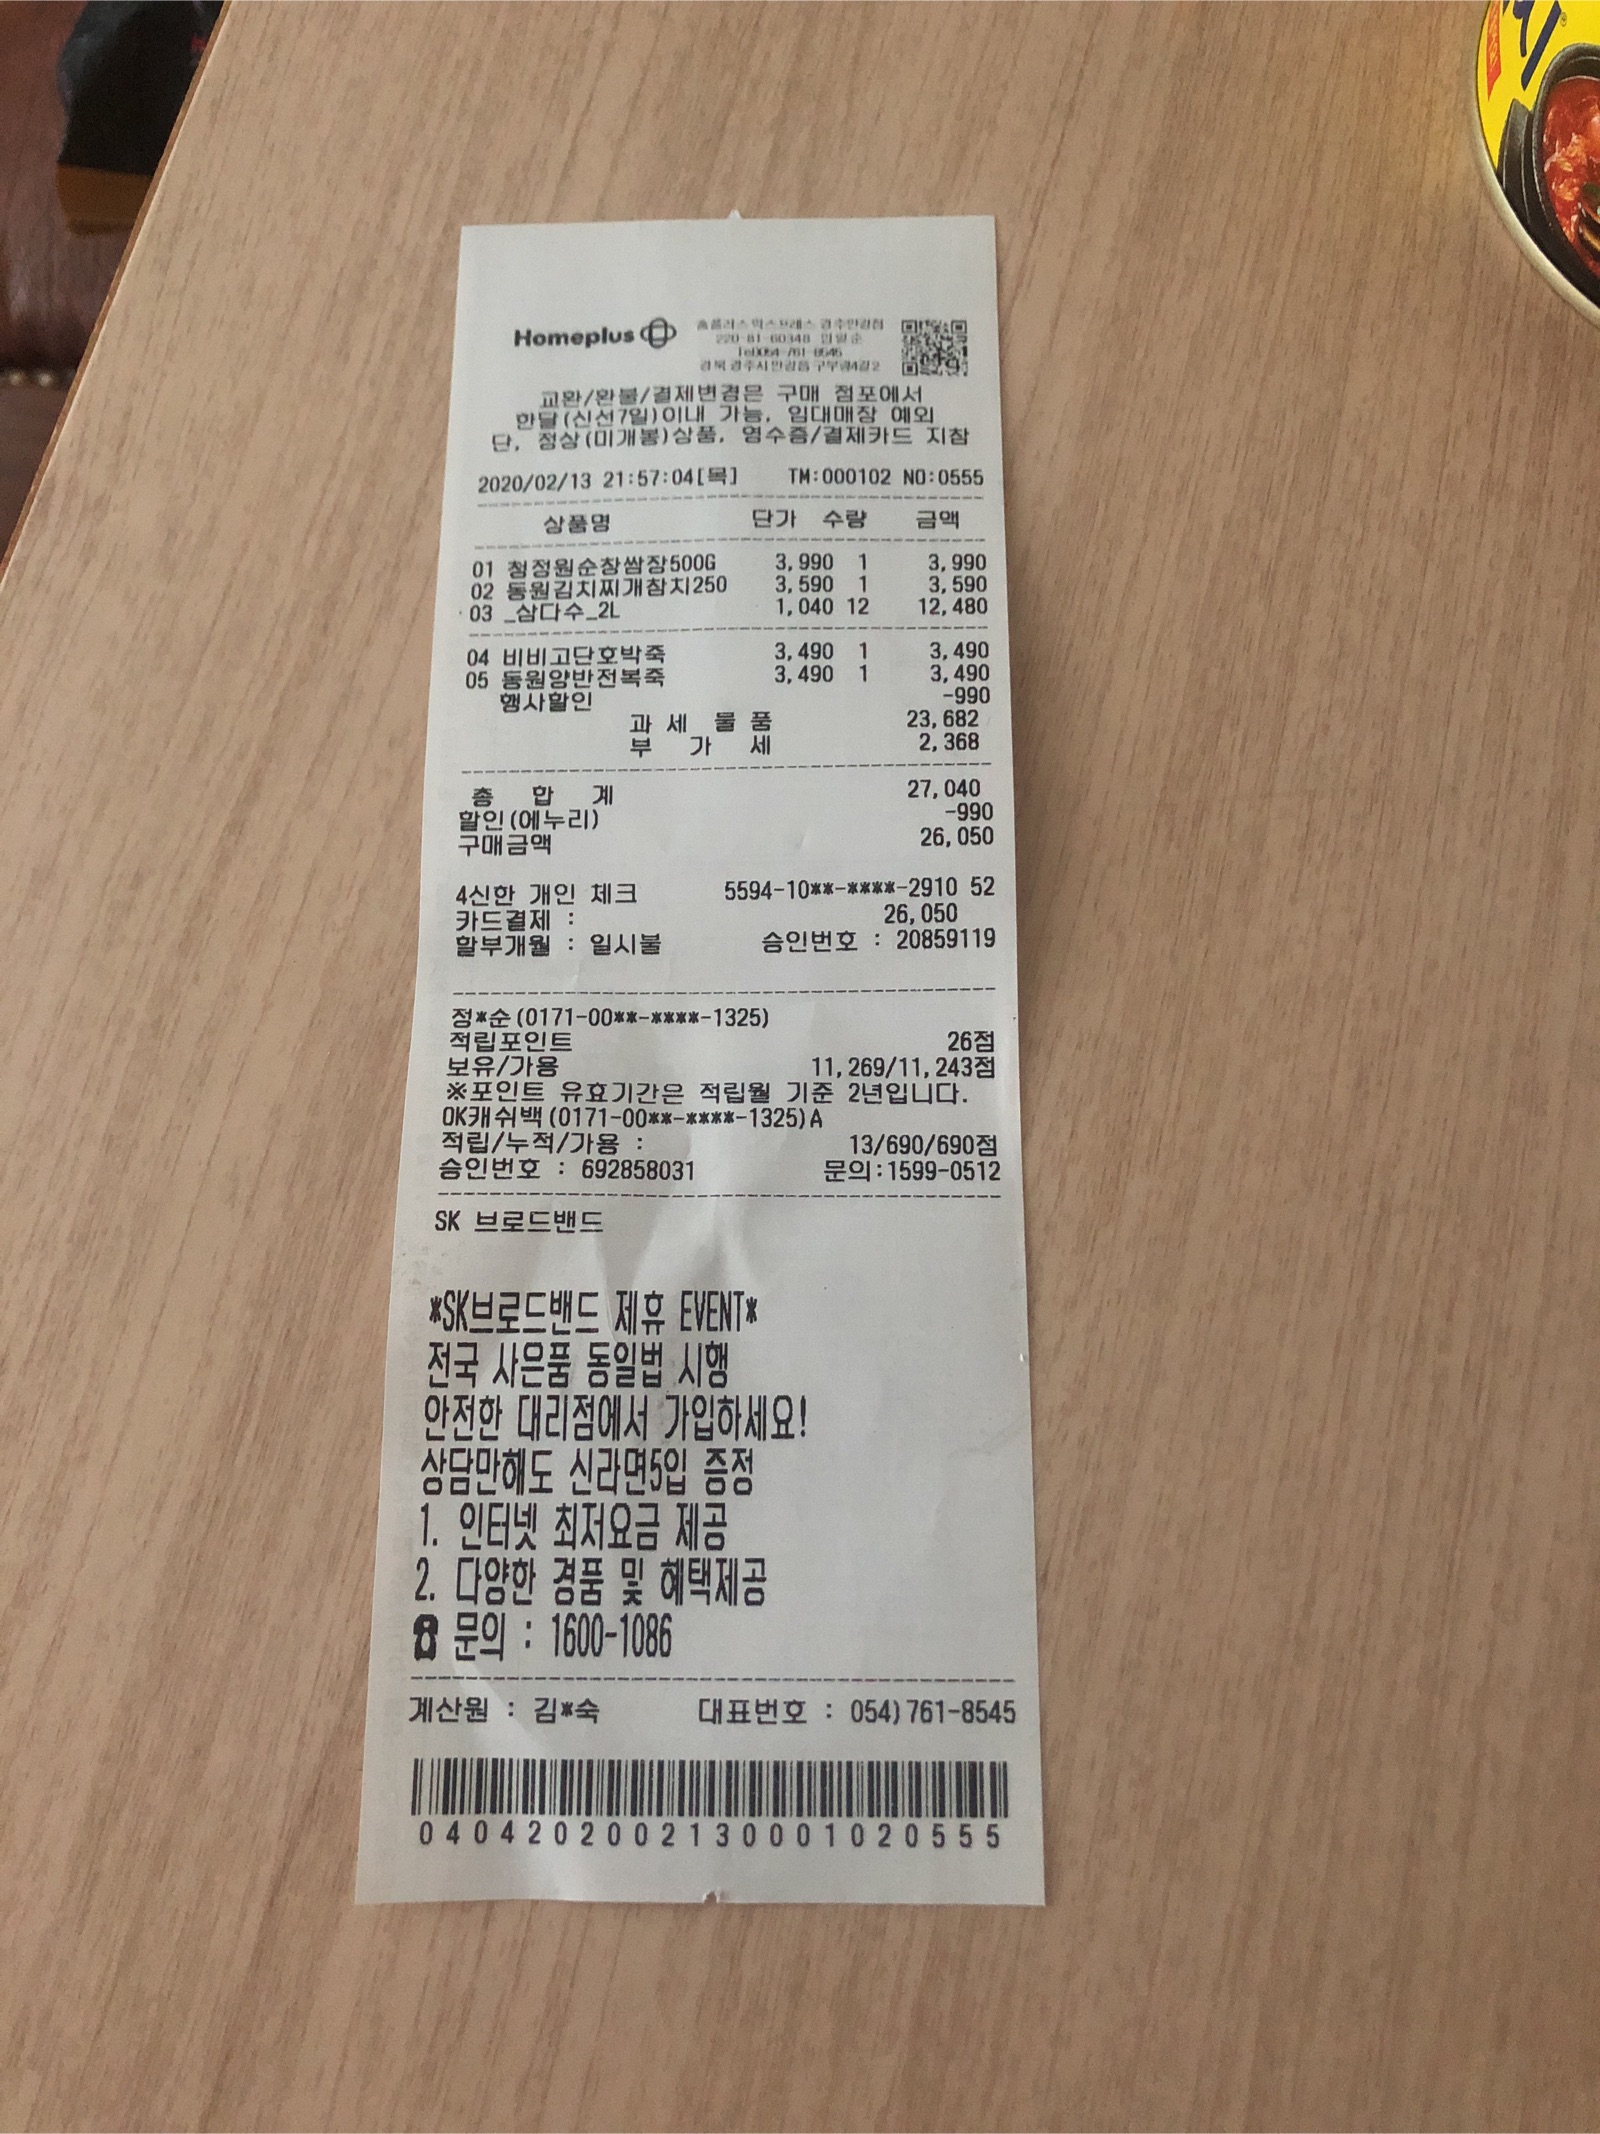 Homeplus
홈플러스 익스프레스 경주안강점
220-81-60348
Tel)054-761-8545
경북 경주시 안강읍
교환/환불/결제변경은 구매 점포에서
한달(신선7일)이내 가능, 임대매장 예외
단, 정상(미개봉)상품, 영수증/결제카드 지참
2020/02/13 21:57:04[목] TM:000102 NO:0555
상품명 단가 수량 금액
01 청정원순창쌈장500G 3,990 1 3,990
02 동원김치찌개참치250 3,590 1 3,590
03 _삼다수_2L 1,040 12 12,480
04 비비고단호박죽 3,490 1 3,490
05 동원양반전복죽 3,490 1 3,490
행사할인 -990
과 세 물 품 23,682
부 가 세 2,368
총 합 계 27,040
할인(에누리) -990
구매금액 26,050
4신한 개인 체크 5594-10**-****-2910 52
카드결제 : 26,050
할부개월 : 일시불 승인번호 : 20859119
정*순(0171-00**-****-1325)
적립포인트 26점
보유/가용 11,269/11,243점
※포인트 유효기간은 적립월 기준 2년입니다.
OK캐쉬백(0171-00**-****-1325)A
적립/누적/가용 : 13/690/690점
승인번호 : 692858031 문의:1599-0512
SK 브로드밴드
*SK브로드밴드 제휴 EVENT*
전국 사은품 동일법 시행
안전한 대리점에서 가입하세요!
상담만해도 신라면5입 증정
1. 인터넷 최저요금 제공
2. 다양한 경품 및 혜택제공
☎ 문의 : 1600-1086
계산원 : 김*숙 대표번호 : 054)761-8545
0404202002130001020555